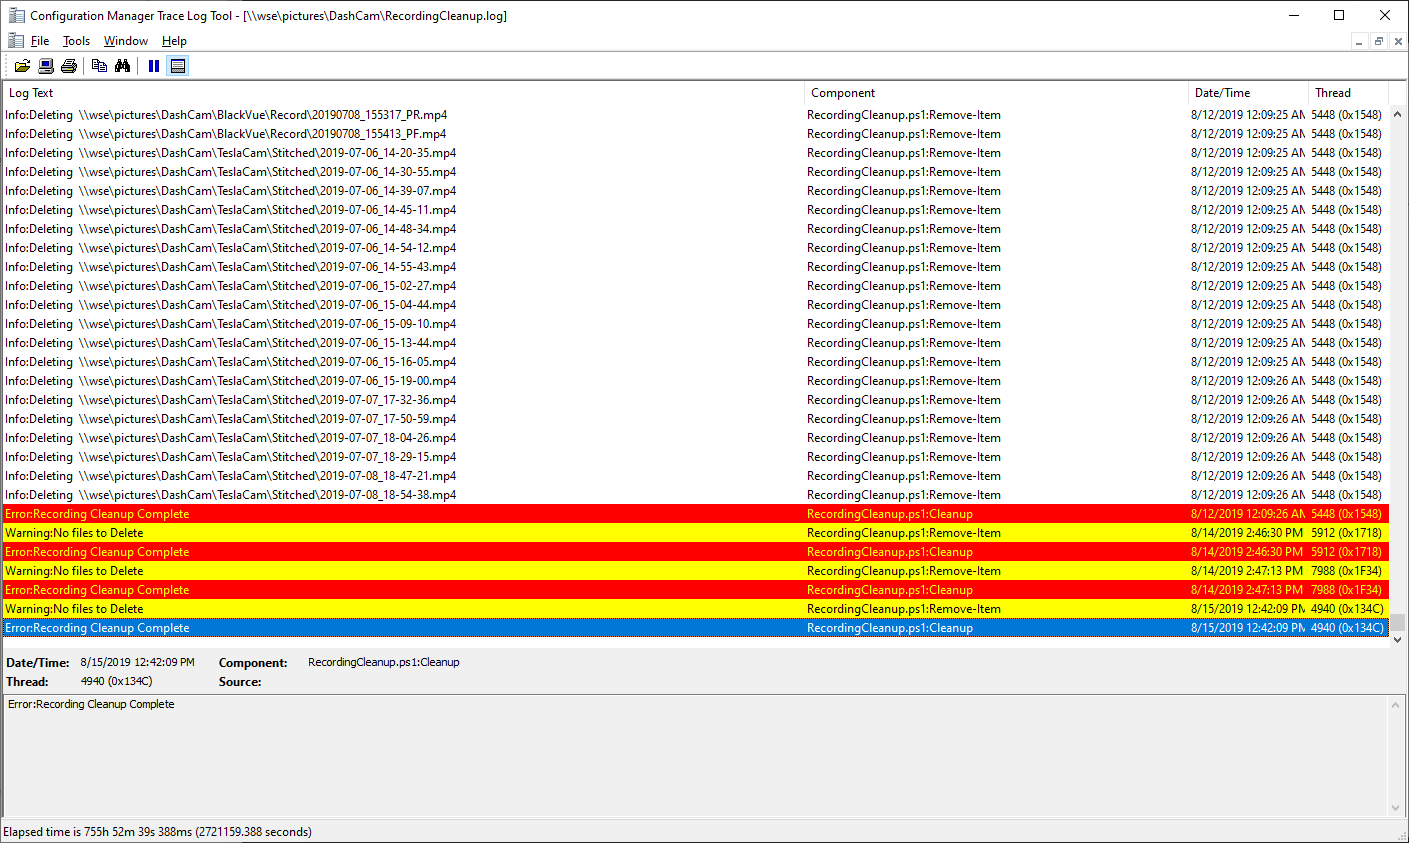 Configuration Manager Trace Log Tool - [\\wse\pictures\DashCam\RecordingCleanup.log]
File Tools Window Help
Log Text Component Date/Time Thread
Info:Deleting \\wse\pictures\DashCam\BlackVue\Record\20190708_155317_PR.mp4 RecordingCleanup.ps1:Remove-Item 8/12/2019 12:09:25 AM 5448 (0x1548)
Info:Deleting \\wse\pictures\DashCam\BlackVue\Record\20190708_155413_PF.mp4 RecordingCleanup.ps1:Remove-Item 8/12/2019 12:09:25 AM 5448 (0x1548)
Info:Deleting \\wse\pictures\DashCam\TeslaCam\Stitched\2019-07-06_14-20-35.mp4 RecordingCleanup.ps1:Remove-Item 8/12/2019 12:09:25 AM 5448 (0x1548)
Info:Deleting \\wse\pictures\DashCam\TeslaCam\Stitched\2019-07-06_14-30-55.mp4 RecordingCleanup.ps1:Remove-Item 8/12/2019 12:09:25 AM 5448 (0x1548)
Info:Deleting \\wse\pictures\DashCam\TeslaCam\Stitched\2019-07-06_14-39-07.mp4 RecordingCleanup.ps1:Remove-Item 8/12/2019 12:09:25 AM 5448 (0x1548)
Info:Deleting \\wse\pictures\DashCam\TeslaCam\Stitched\2019-07-06_14-45-11.mp4 RecordingCleanup.ps1:Remove-Item 8/12/2019 12:09:25 AM 5448 (0x1548)
Info:Deleting \\wse\pictures\DashCam\TeslaCam\Stitched\2019-07-06_14-48-34.mp4 RecordingCleanup.ps1:Remove-Item 8/12/2019 12:09:25 AM 5448 (0x1548)
Info:Deleting \\wse\pictures\DashCam\TeslaCam\Stitched\2019-07-06_14-54-12.mp4 RecordingCleanup.ps1:Remove-Item 8/12/2019 12:09:25 AM 5448 (0x1548)
Info:Deleting \\wse\pictures\DashCam\TeslaCam\Stitched\2019-07-06_14-55-43.mp4 RecordingCleanup.ps1:Remove-Item 8/12/2019 12:09:25 AM 5448 (0x1548)
Info:Deleting \\wse\pictures\DashCam\TeslaCam\Stitched\2019-07-06_15-02-27.mp4 RecordingCleanup.ps1:Remove-Item 8/12/2019 12:09:25 AM 5448 (0x1548)
Info:Deleting \\wse\pictures\DashCam\TeslaCam\Stitched\2019-07-06_15-04-44.mp4 RecordingCleanup.ps1:Remove-Item 8/12/2019 12:09:25 AM 5448 (0x1548)
Info:Deleting \\wse\pictures\DashCam\TeslaCam\Stitched\2019-07-06_15-09-10.mp4 RecordingCleanup.ps1:Remove-Item 8/12/2019 12:09:25 AM 5448 (0x1548)
Info:Deleting \\wse\pictures\DashCam\TeslaCam\Stitched\2019-07-06_15-13-44.mp4 RecordingCleanup.ps1:Remove-Item 8/12/2019 12:09:25 AM 5448 (0x1548)
Info:Deleting \\wse\pictures\DashCam\TeslaCam\Stitched\2019-07-06_15-16-05.mp4 RecordingCleanup.ps1:Remove-Item 8/12/2019 12:09:25 AM 5448 (0x1548)
Info:Deleting \\wse\pictures\DashCam\TeslaCam\Stitched\2019-07-06_15-19-00.mp4 RecordingCleanup.ps1:Remove-Item 8/12/2019 12:09:26 AM 5448 (0x1548)
Info:Deleting \\wse\pictures\DashCam\TeslaCam\Stitched\2019-07-07_17-32-36.mp4 RecordingCleanup.ps1:Remove-Item 8/12/2019 12:09:26 AM 5448 (0x1548)
Info:Deleting \\wse\pictures\DashCam\TeslaCam\Stitched\2019-07-07_17-50-59.mp4 RecordingCleanup.ps1:Remove-Item 8/12/2019 12:09:26 AM 5448 (0x1548)
Info:Deleting \\wse\pictures\DashCam\TeslaCam\Stitched\2019-07-07_18-04-26.mp4 RecordingCleanup.ps1:Remove-Item 8/12/2019 12:09:26 AM 5448 (0x1548)
Info:Deleting \\wse\pictures\DashCam\TeslaCam\Stitched\2019-07-07_18-29-15.mp4 RecordingCleanup.ps1:Remove-Item 8/12/2019 12:09:26 AM 5448 (0x1548)
Info:Deleting \\wse\pictures\DashCam\TeslaCam\Stitched\2019-07-08_18-47-21.mp4 RecordingCleanup.ps1:Remove-Item 8/12/2019 12:09:26 AM 5448 (0x1548)
Info:Deleting \\wse\pictures\DashCam\TeslaCam\Stitched\2019-07-08_18-54-38.mp4 RecordingCleanup.ps1:Remove-Item 8/12/2019 12:09:26 AM 5448 (0x1548)
Error:Recording Cleanup Complete RecordingCleanup.ps1:Cleanup 8/12/2019 12:09:26 AM 5448 (0x1548)
Warning:No files to Delete RecordingCleanup.ps1:Remove-Item 8/14/2019 2:46:30 PM 5912 (0x1718)
Error:Recording Cleanup Complete RecordingCleanup.ps1:Cleanup 8/14/2019 2:46:30 PM 5912 (0x1718)
Warning:No files to Delete RecordingCleanup.ps1:Remove-Item 8/14/2019 2:47:13 PM 7988 (0x1F34)
Error:Recording Cleanup Complete RecordingCleanup.ps1:Cleanup 8/14/2019 2:47:13 PM 7988 (0x1F34)
Warning:No files to Delete RecordingCleanup.ps1:Remove-Item 8/15/2019 12:42:09 PM 4940 (0x134C)
Error:Recording Cleanup Complete RecordingCleanup.ps1:Cleanup 8/15/2019 12:42:09 PM 4940 (0x134C)
Date/Time: 8/15/2019 12:42:09 PM Component: RecordingCleanup.ps1:Cleanup
Thread: 4940 (0x134C) Source:
Error:Recording Cleanup Complete
Elapsed time is 755h 52m 39s 388ms (2721159.388 seconds)